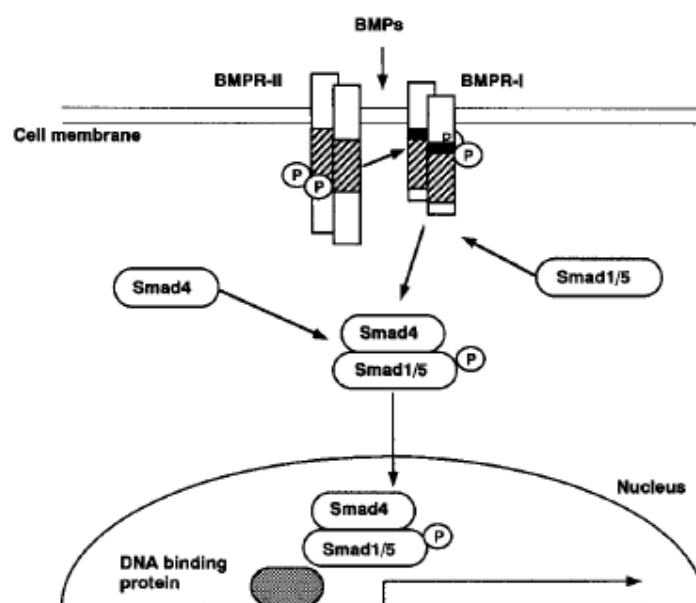 BMPs
BMPR-II
BMPR-I
Cell membrane
P
P
P
P
Smad4
Smad1/5
Smad4
Smad1/5
P
Nucleus
Smad4
Smad1/5
P
DNA binding
protein